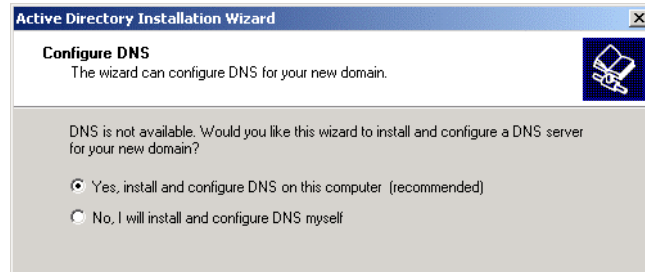 Active Directory Installation Wizard
Configure DNS
The wizard can configure DNS for your new domain.
DNS is not available. Would you like this wizard to install and configure a DNS server
for your new domain?
Yes, install and configure DNS on this computer (recommended)
No, I will install and configure DNS myself